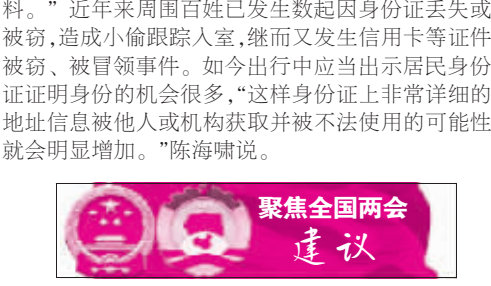 料。” 近年来周围百姓已发生数起因身份证丢失或
被窃,造成小偷跟踪入室,继而又发生信用卡等证件
被窃、被冒领事件。如今出行中应当出示居民身份
证证明身份的机会很多,“这样身份证上非常详细的
地址信息被他人或机构获取并被不法使用的可能性
就会明显增加。”陈海啸说。
聚焦全国两会
建议